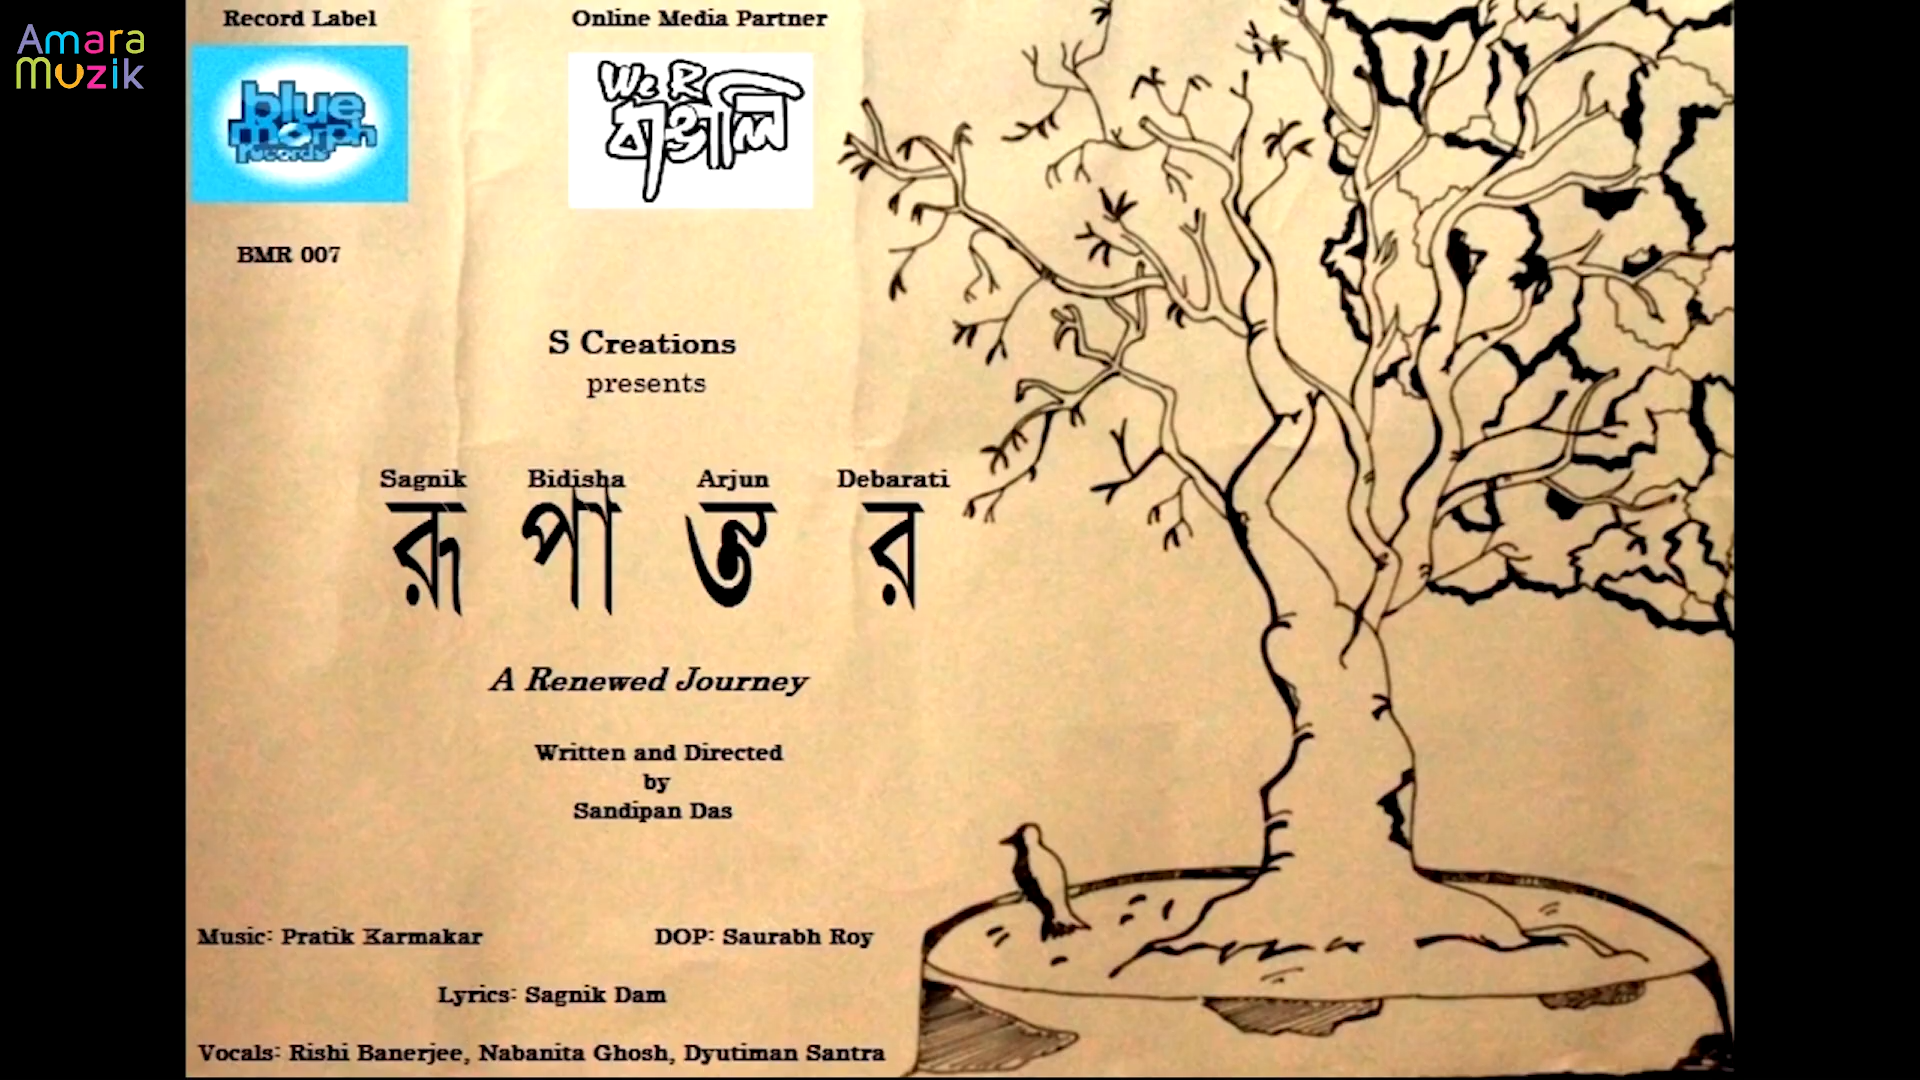 Amara
Muzik
Record Label
Online Media Partner
blue
morph
records
We R
বাঙালি
BMR 007
S Creations
presents
Sagnik Bidisha Arjun Debarati
রূপান্তর
A Renewed Journey
Written and Directed
by
Sandipan Das
Music: Pratik Karmakar
DOP: Saurabh Roy
Lyrics: Sagnik Dam
Vocals: Rishi Banerjee, Nabanita Ghosh, Dyutiman Santra